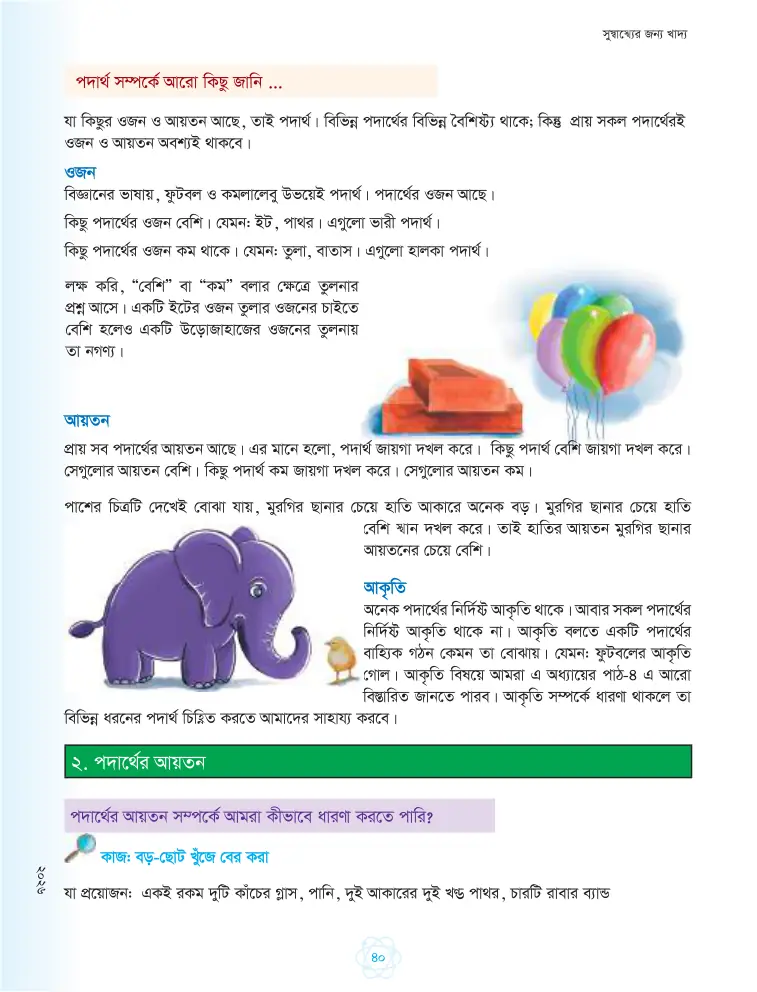 সুস্বাস্থ্যের জন্য খাদ্য
পদার্থ সম্পর্কে আরো কিছু জানি ...
যা কিছুর ওজন ও আয়তন আছে, তাই পদার্থ। বিভিন্ন পদার্থের বিভিন্ন বৈশিষ্ট্য থাকে; কিন্তু প্রায় সকল পদার্থেরই
ওজন ও আয়তন অবশ্যই থাকবে।
ওজন
বিজ্ঞানের ভাষায়, ফুটবল ও কমলালেবু উভয়েই পদার্থ। পদার্থের ওজন আছে।
কিছু পদার্থের ওজন বেশি। যেমন: ইট, পাথর। এগুলো ভারী পদার্থ।
কিছু পদার্থের ওজন কম থাকে। যেমন: তুলা, বাতাস। এগুলো হালকা পদার্থ।
লক্ষ করি, “বেশি” বা “কম” বলার ক্ষেত্রে তুলনার
প্রশ্ন আসে। একটি ইটের ওজন তুলার ওজনের চাইতে
বেশি হলেও একটি উড়োজাহাজের ওজনের তুলনায়
তা নগণ্য।
আয়তন
প্রায় সব পদার্থের আয়তন আছে। এর মানে হলো, পদার্থ জায়গা দখল করে। কিছু পদার্থ বেশি জায়গা দখল করে।
সেগুলোর আয়তন বেশি। কিছু পদার্থ কম জায়গা দখল করে। সেগুলোর আয়তন কম।
পাশের চিত্রটি দেখেই বোঝা যায়, মুরগির ছানার চেয়ে হাতি আকারে অনেক বড়। মুরগির ছানার চেয়ে হাতি
বেশি স্থান দখল করে। তাই হাতির আয়তন মুরগির ছানার
আয়তনের চেয়ে বেশি।
আকৃতি
অনেক পদার্থের নির্দিষ্ট আকৃতি থাকে। আবার সকল পদার্থের
নির্দিষ্ট আকৃতি থাকে না। আকৃতি বলতে একটি পদার্থের
বাহ্যিক গঠন কেমন তা বোঝায়। যেমন: ফুটবলের আকৃতি
গোল। আকৃতি বিষয়ে আমরা এ অধ্যায়ের পাঠ-৪ এ আরো
বিস্তারিত জানতে পারব। আকৃতি সম্পর্কে ধারণা থাকলে তা
বিভিন্ন ধরনের পদার্থ চিহ্নিত করতে আমাদের সাহায্য করবে।
২. পদার্থের আয়তন
পদার্থের আয়তন সম্পর্কে আমরা কীভাবে ধারণা করতে পারি?
কাজ: বড়-ছোট খুঁজে বের করা
যা প্রয়োজন: একই রকম দুটি কাঁচের গ্লাস, পানি, দুই আকারের দুই খণ্ড পাথর, চারটি রাবার ব্যান্ড
২০২৫
৪০